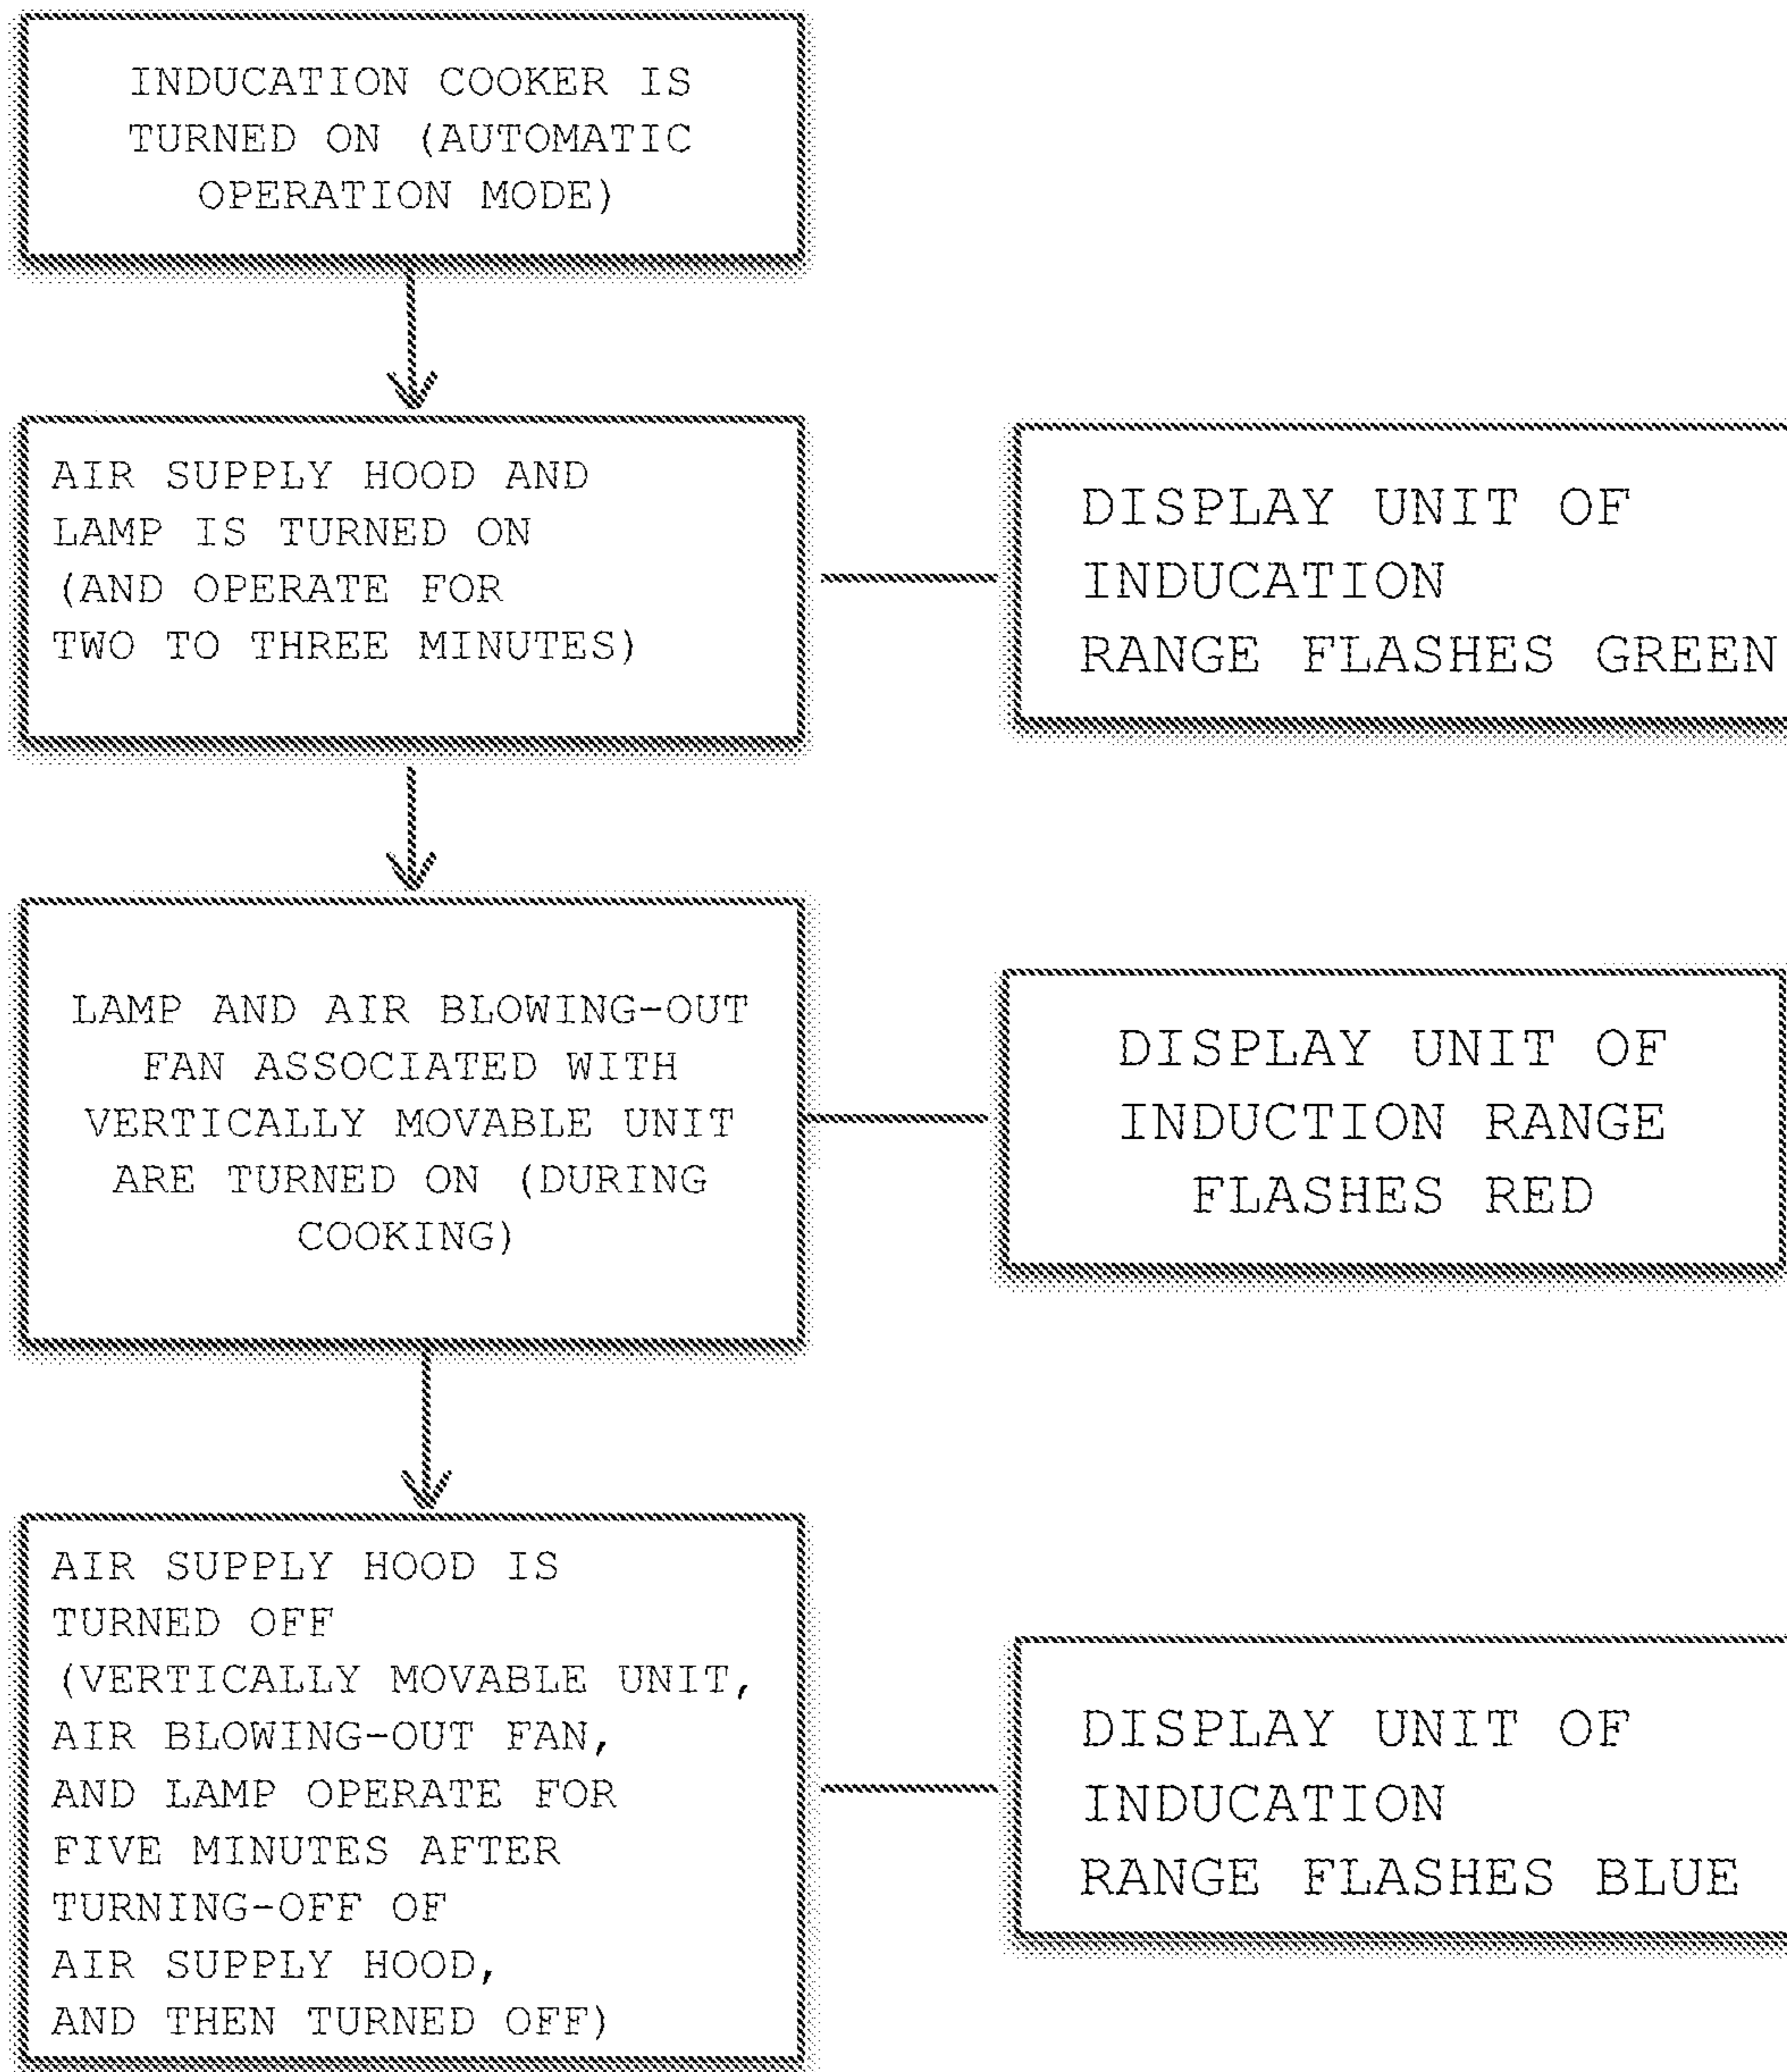 INDUCATION COOKER IS
TURNED ON (AUTOMATIC
OPERATION MODE)
AIR SUPPLY HOOD AND
LAMP IS TURNED ON
(AND OPERATE FOR
TWO TO THREE MINUTES)
DISPLAY UNIT OF
INDUCATION
RANGE FLASHES GREEN
LAMP AND AIR BLOWING-OUT
FAN ASSOCIATED WITH
VERTICALLY MOVABLE UNIT
ARE TURNED ON (DURING
COOKING)
DISPLAY UNIT OF
INDUCTION RANGE
FLASHES RED
AIR SUPPLY HOOD IS
TURNED OFF
(VERTICALLY MOVABLE UNIT,
AIR BLOWING-OUT FAN,
AND LAMP OPERATE FOR
FIVE MINUTES AFTER
TURNING-OFF OF
AIR SUPPLY HOOD,
AND THEN TURNED OFF)
DISPLAY UNIT OF
INDUCATION
RANGE FLASHES BLUE